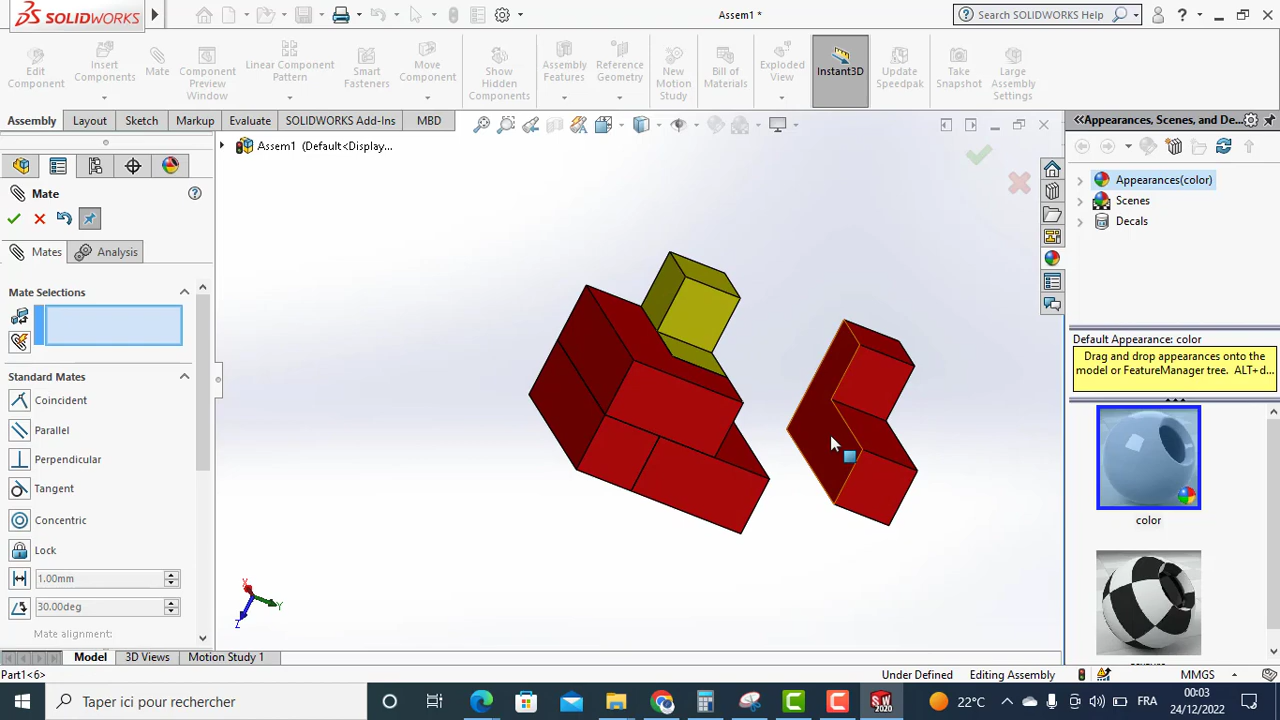 SOLIDWORKS
Assem1 *
Search SOLIDWORKS Help
Edit Component
Insert Components
Mate
Component Preview Window
Linear Component Pattern
Smart Fasteners
Move Component
Show Hidden Components
Assembly Features
Reference Geometry
New Motion Study
Bill of Materials
Exploded View
Instant3D
Update Speedpak
Take Snapshot
Large Assembly Settings
Assembly Layout Sketch Markup Evaluate SOLIDWORKS Add-Ins MBD
Assem1 (Default<Display...
Appearances, Scenes, and De...
Mate
Mates
Analysis
Mate Selections
Standard Mates
Coincident
Parallel
Perpendicular
Tangent
Concentric
Lock
1.00mm
30.00deg
Mate alignment:
X
Y
Z
Appearances(color)
Scenes
Decals
Default Appearance: color
Drag and drop appearances onto the
model or FeatureManager tree. ALT+d...
color
Model 3D Views Motion Study 1
Part1<6>
Under Defined Editing Assembly MMGS
Taper ici pour rechercher
SW
2020
22°C
FRA
00:03
24/12/2022